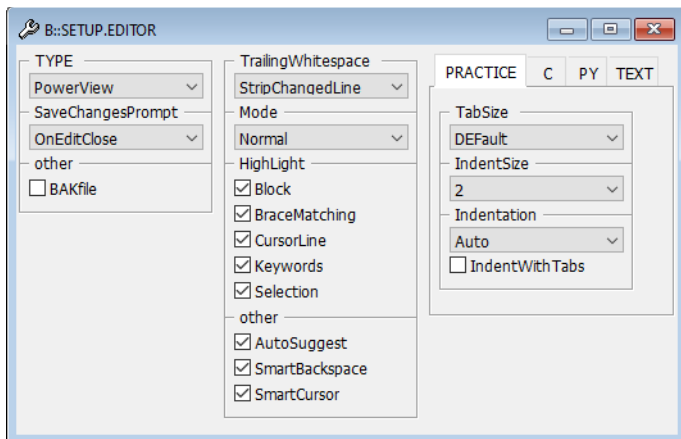 B::SETUP.EDITOR
TYPE
PowerView
SaveChangesPrompt
OnEditClose
other
BAKfile
TrailingWhitespace
StripChangedLine
Mode
Normal
HighLight
Block
BraceMatching
CursorLine
Keywords
Selection
other
AutoSuggest
SmartBackspace
SmartCursor
PRACTICE C PY TEXT
TabSize
DEFault
IndentSize
2
Indentation
Auto
IndentWithTabs